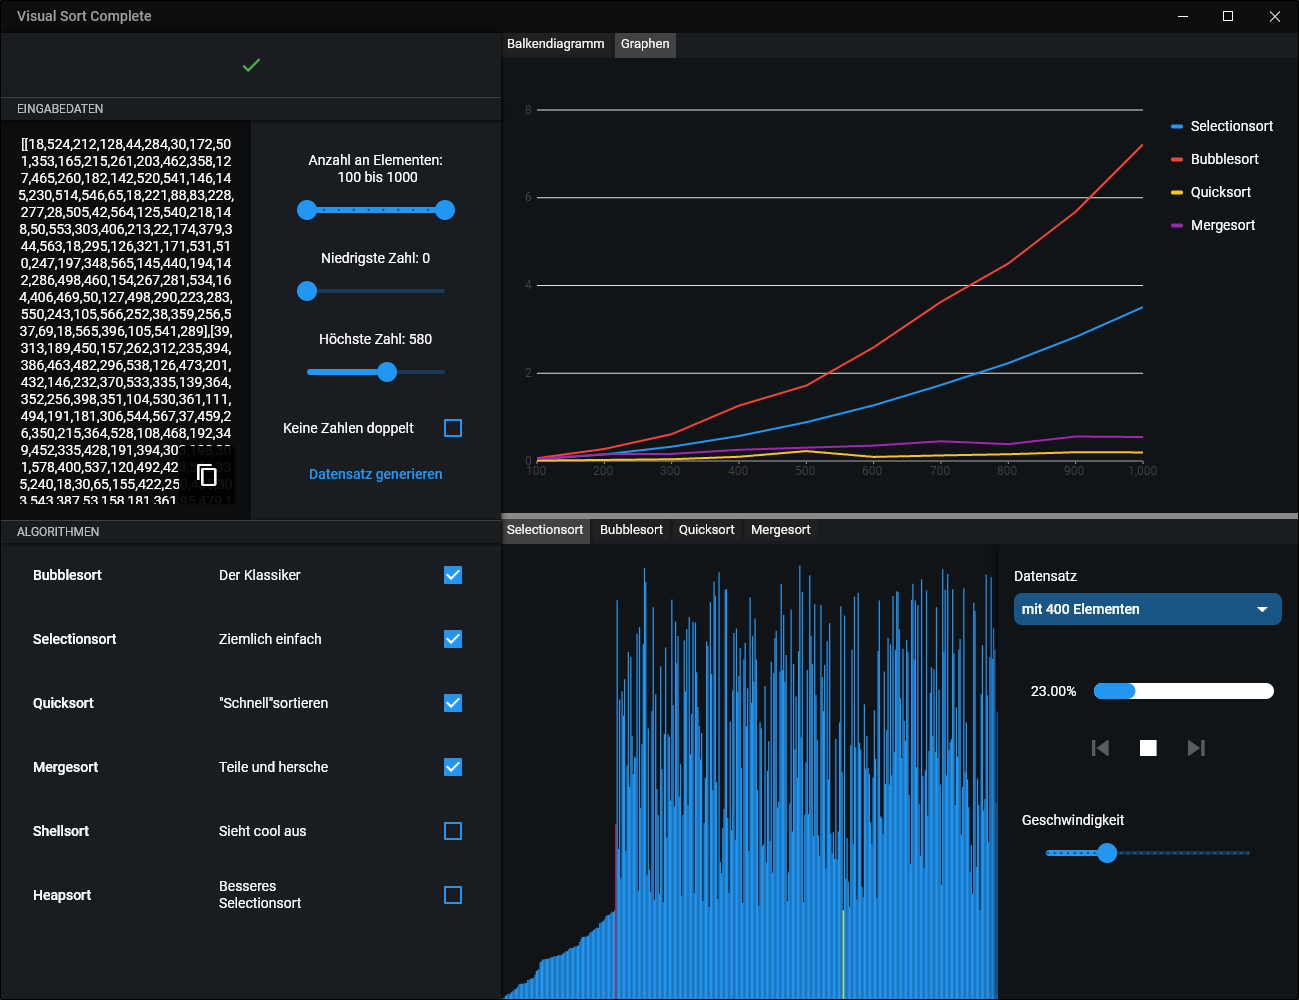 Visual Sort Complete
EINGABEDATEN
[[18,524,212,128,44,284,30,172,50
1,353,165,215,261,203,462,358,12
7,465,260,182,142,520,541,146,14
5,230,514,546,65,18,221,88,83,228,
277,28,505,42,564,125,540,218,14
8,50,553,303,406,213,22,174,379,3
44,563,18,295,126,321,171,531,51
0,247,197,348,565,145,440,194,14
2,286,498,460,154,267,281,534,16
4,406,469,50,127,498,290,223,283,
550,243,105,566,252,38,359,256,5
37,69,18,565,396,105,541,289],[39,
313,189,450,157,262,312,235,394,
386,463,482,296,538,126,473,201,
432,146,232,370,533,335,139,364,
352,256,398,351,104,530,361,111,
494,191,181,306,544,567,37,459,2
6,350,215,364,528,108,468,192,34
9,452,335,428,191,394,30
1,578,400,537,120,492,42
5,240,18,30,65,155,422,25
3,543,387,53,158,181,361
Anzahl an Elementen:
100 bis 1000
Niedrigste Zahl: 0
Höchste Zahl: 580
Keine Zahlen doppelt
Datensatz generieren
ALGORITHMEN
Bubblesort Der Klassiker
Selectionsort Ziemlich einfach
Quicksort "Schnell"sortieren
Mergesort Teile und hersche
Shellsort Sieht cool aus
Heapsort Besseres
Selectionsort
Balkendiagramm Graphen
8
6
4
2
0
100 200 300 400 500 600 700 800 900 1,000
Selectionsort
Bubblesort
Quicksort
Mergesort
Selectionsort Bubblesort Quicksort Mergesort
Datensatz
mit 400 Elementen
23.00%
Geschwindigkeit